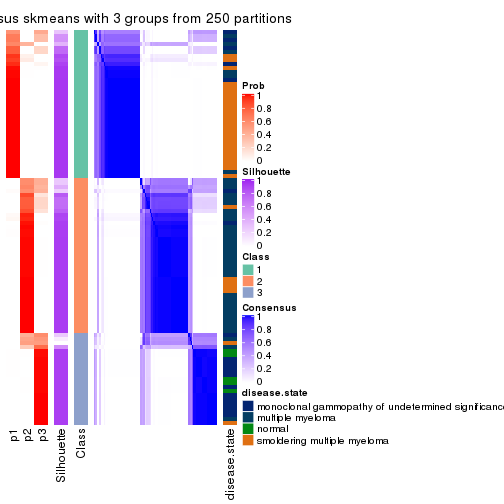 sus skmeans with 3 groups from 250 partitions
Prob
1
0.8
0.6
0.4
0.2
0
Silhouette
1
0.8
0.6
0.4
0.2
0
Class
1
2
3
Consensus
1
0.8
0.6
0.4
0.2
0
disease.state
monoclonal gammopathy of undetermined significance
multiple myeloma
normal
smoldering multiple myeloma
p1
p2
p3
Silhouette
Class
disease.state